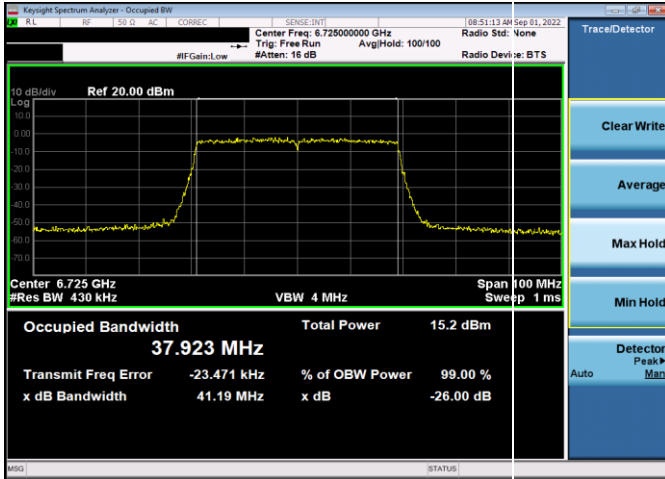 Keysight Spectrum Analyzer - Occupied BW
RL RF 50 Ω AC CORREC SENSE:INT 08:51:13 AM Sep 01, 2022
Center Freq: 6.725000000 GHz Radio Std: None
Trig: Free Run Avg|Hold: 100/100
#IFGain:Low #Atten: 16 dB Radio Device: BTS
10 dB/div Ref 20.00 dBm
Log
10.0
0.00
-10.0
-20.0
-30.0
-40.0
-50.0
-60.0
-70.0
Center 6.725 GHz Span 100 MHz
#Res BW 430 kHz VBW 4 MHz Sweep 1 ms
Occupied Bandwidth Total Power 15.2 dBm
37.923 MHz
Transmit Freq Error -23.471 kHz % of OBW Power 99.00 %
x dB Bandwidth 41.19 MHz x dB -26.00 dB
MSG STATUS
Trace/Detector
Clear Write
Average
Max Hold
Min Hold
Detector
Peak▶
Auto Man